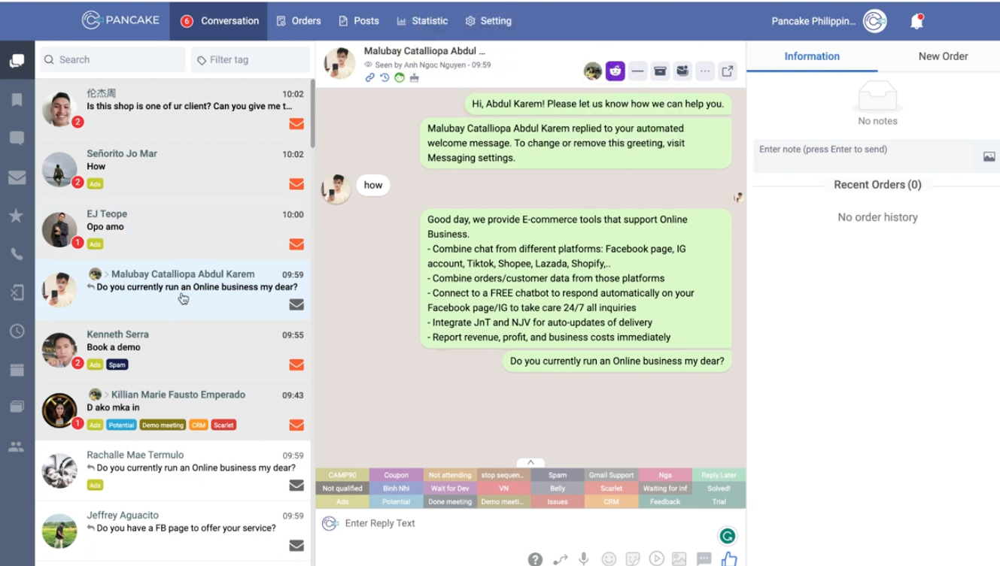 PANCAKE
6 Conversation
Orders
Posts
Statistic
Setting
Pancake Philippin...
Search
Filter tag
伦杰周
10:02
Is this shop is one of ur client? Can you give me t...
2
Señorito Jo Mar
10:02
How
2
Ads
EJ Teope
10:00
Opo amo
1
Ads
Malubay Catalliopa Abdul Karem
09:59
Do you currently run an Online business my dear?
Kenneth Serra
09:55
Book a demo
2
Ads Spam
Killian Marie Fausto Emperado
09:43
D ako mka in
1
Ads Potential Demo meeting CRM Scarlet
Rachalle Mae Termulo
09:59
Do you currently run an Online business my dear?
Ads
Jeffrey Aguacito
09:59
Do you have a FB page to offer your service?
Malubay Catalliopa Abdul ...
Seen by Anh Ngoc Nguyen - 09:59
Hi, Abdul Karem! Please let us know how we can help you.
Malubay Catalliopa Abdul Karem replied to your automated
welcome message. To change or remove this greeting, visit
Messaging settings.
how
Good day, we provide E-commerce tools that support Online
Business.
- Combine chat from different platforms: Facebook page, IG
account, Tiktok, Shopee, Lazada, Shopify,..
- Combine orders/customer data from those platforms
- Connect to a FREE chatbot to respond automatically on your
Facebook page/IG to take care 24/7 all inquiries
- Integrate JnT and NJV for auto-updates of delivery
- Report revenue, profit, and business costs immediately
Do you currently run an Online business my dear?
CAMP90 Coupon Not attending stop sequen... Spam Gmail Support Nga Reply Later
Not qualified Binh Nhi Wait for Dev VN Belly Scarlet Waiting for inf Solved!
Ads Potential Done meeting Demo meeti... Issues CRM Feedback Trial
Enter Reply Text
Information
New Order
No notes
Enter note (press Enter to send)
Recent Orders (0)
No order history